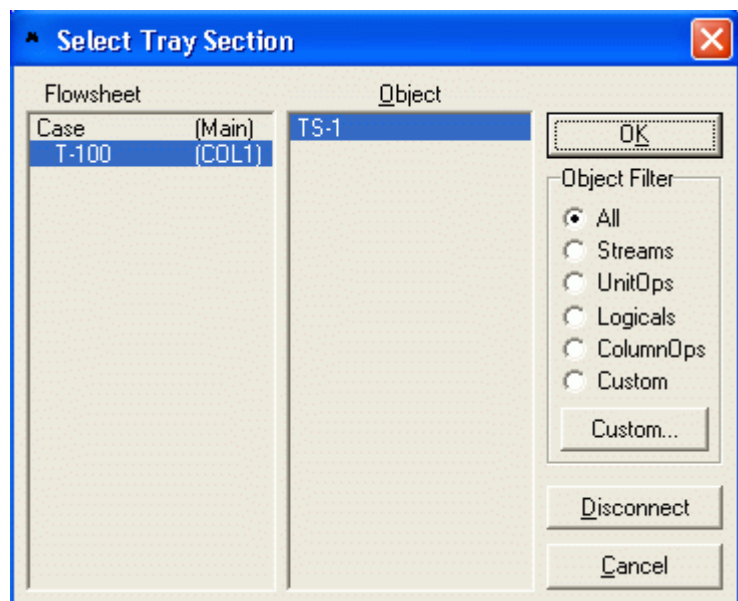 Select Tray Section
Flowsheet
Object
Case (Main)
T-100 (COL1)
TS-1
OK
Object Filter
All
Streams
UnitOps
Logicals
ColumnOps
Custom
Custom...
Disconnect
Cancel